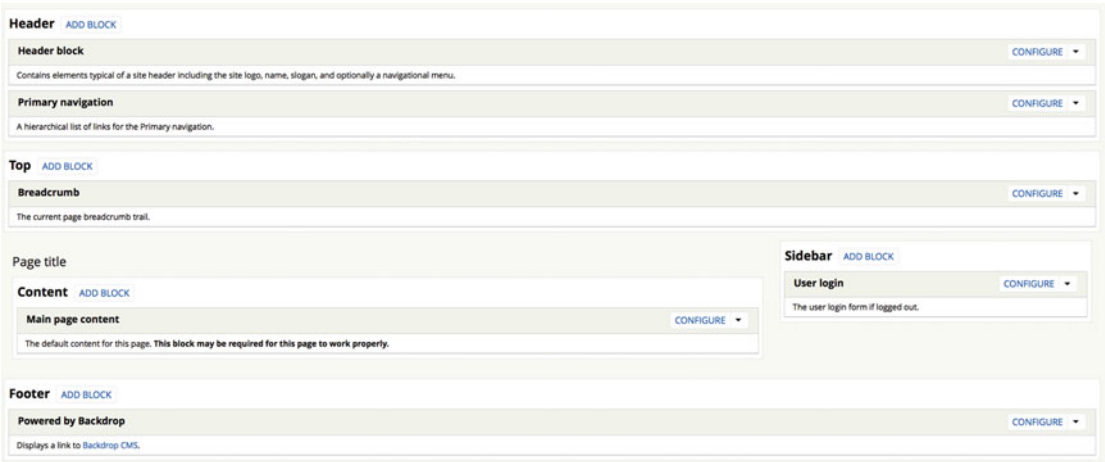 Header ADD BLOCK
Header block CONFIGURE
Contains elements typical of a site header including the site logo, name, slogan, and optionally a navigational menu.
Primary navigation CONFIGURE
A hierarchical list of links for the Primary navigation.
Top ADD BLOCK
Breadcrumb CONFIGURE
The current page breadcrumb trail.
Page title
Content ADD BLOCK
Main page content CONFIGURE
The default content for this page. This block may be required for this page to work properly.
Sidebar ADD BLOCK
User login CONFIGURE
The user login form if logged out.
Footer ADD BLOCK
Powered by Backdrop CONFIGURE
Displays a link to Backdrop CMS.